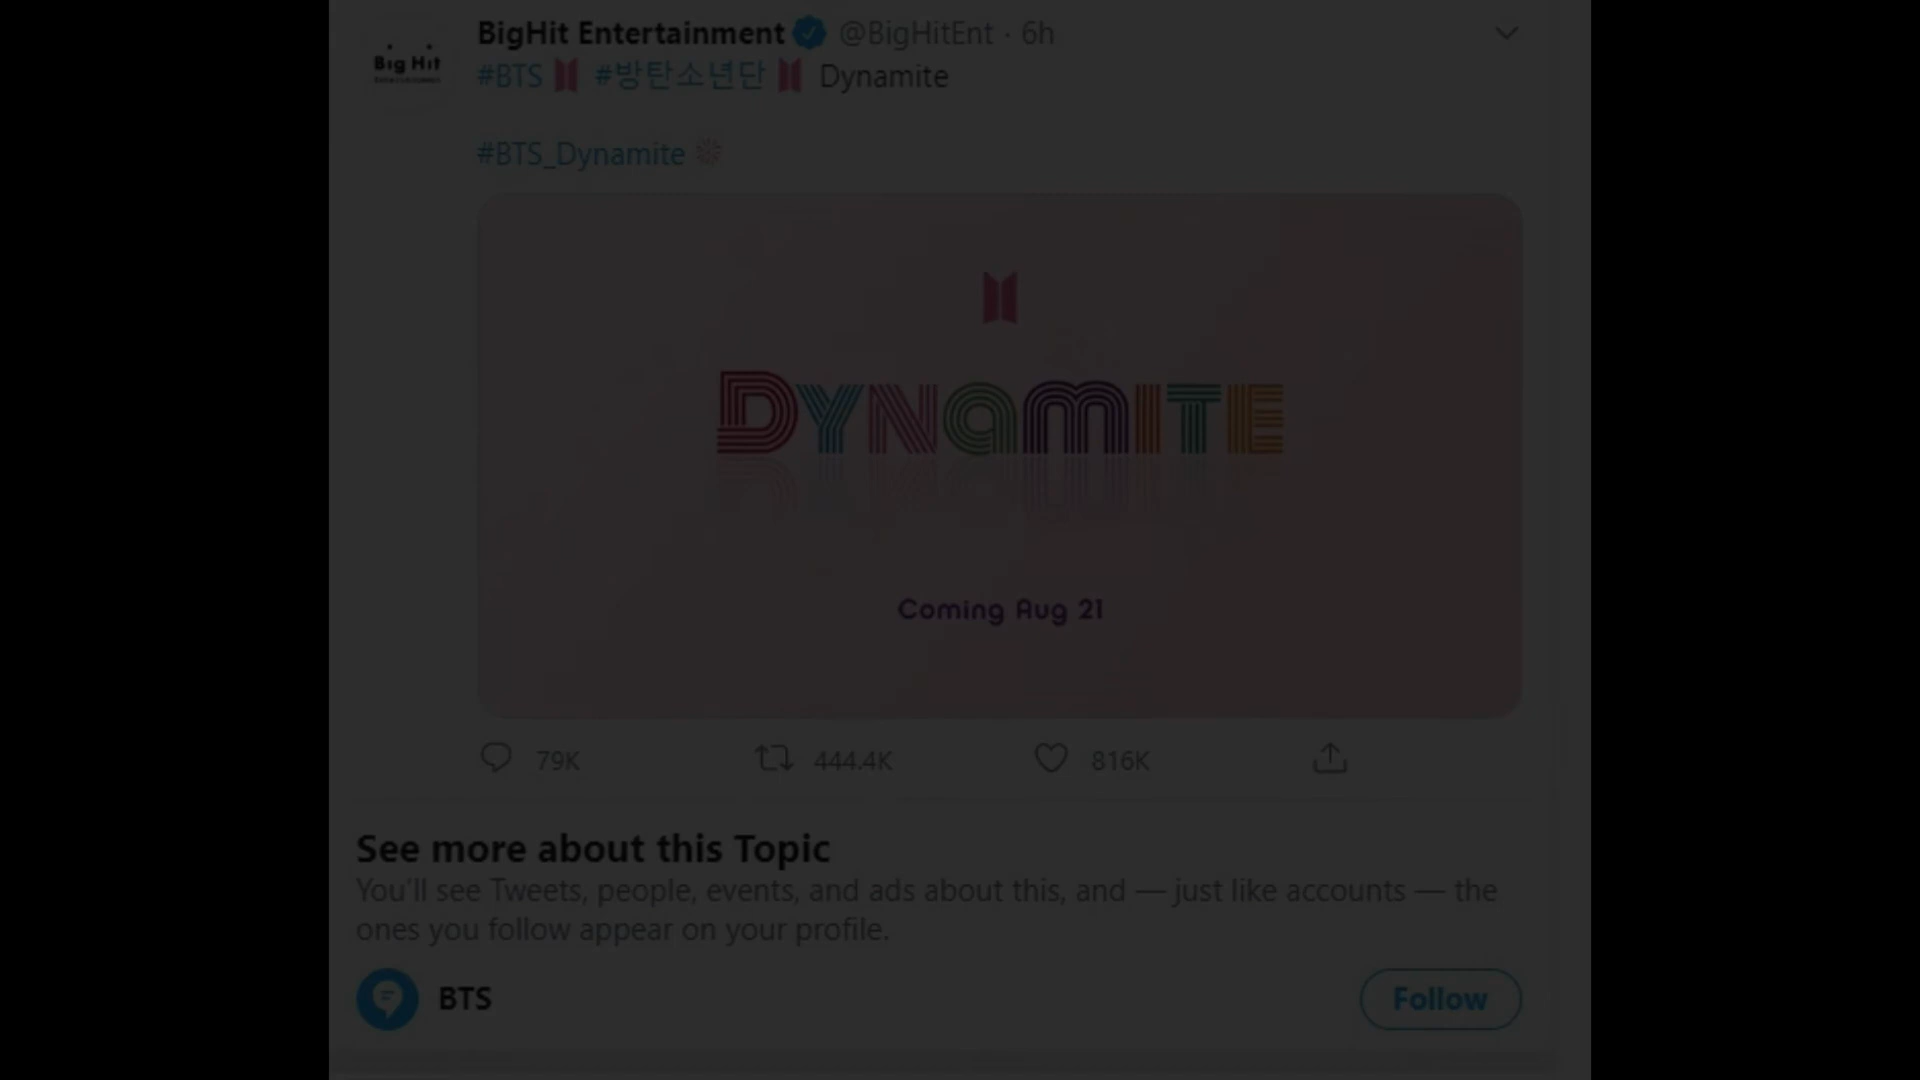 BigHit Entertainment @BigHitEnt · 6h
Big Hit
#BTS #방탄소년단 Dynamite
#BTS_Dynamite
DYNAMITE
Coming Aug 21
79K 444.4K 816K
See more about this Topic
You'll see Tweets, people, events, and ads about this, and — just like accounts — the
ones you follow appear on your profile.
BTS Follow